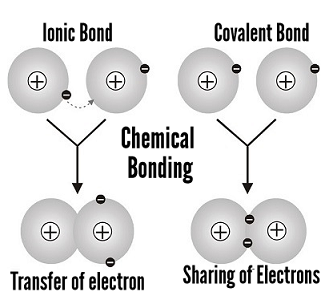 Ionic Bond
Covalent Bond
Chemical
Bonding
Transfer of electron
Sharing of Electrons